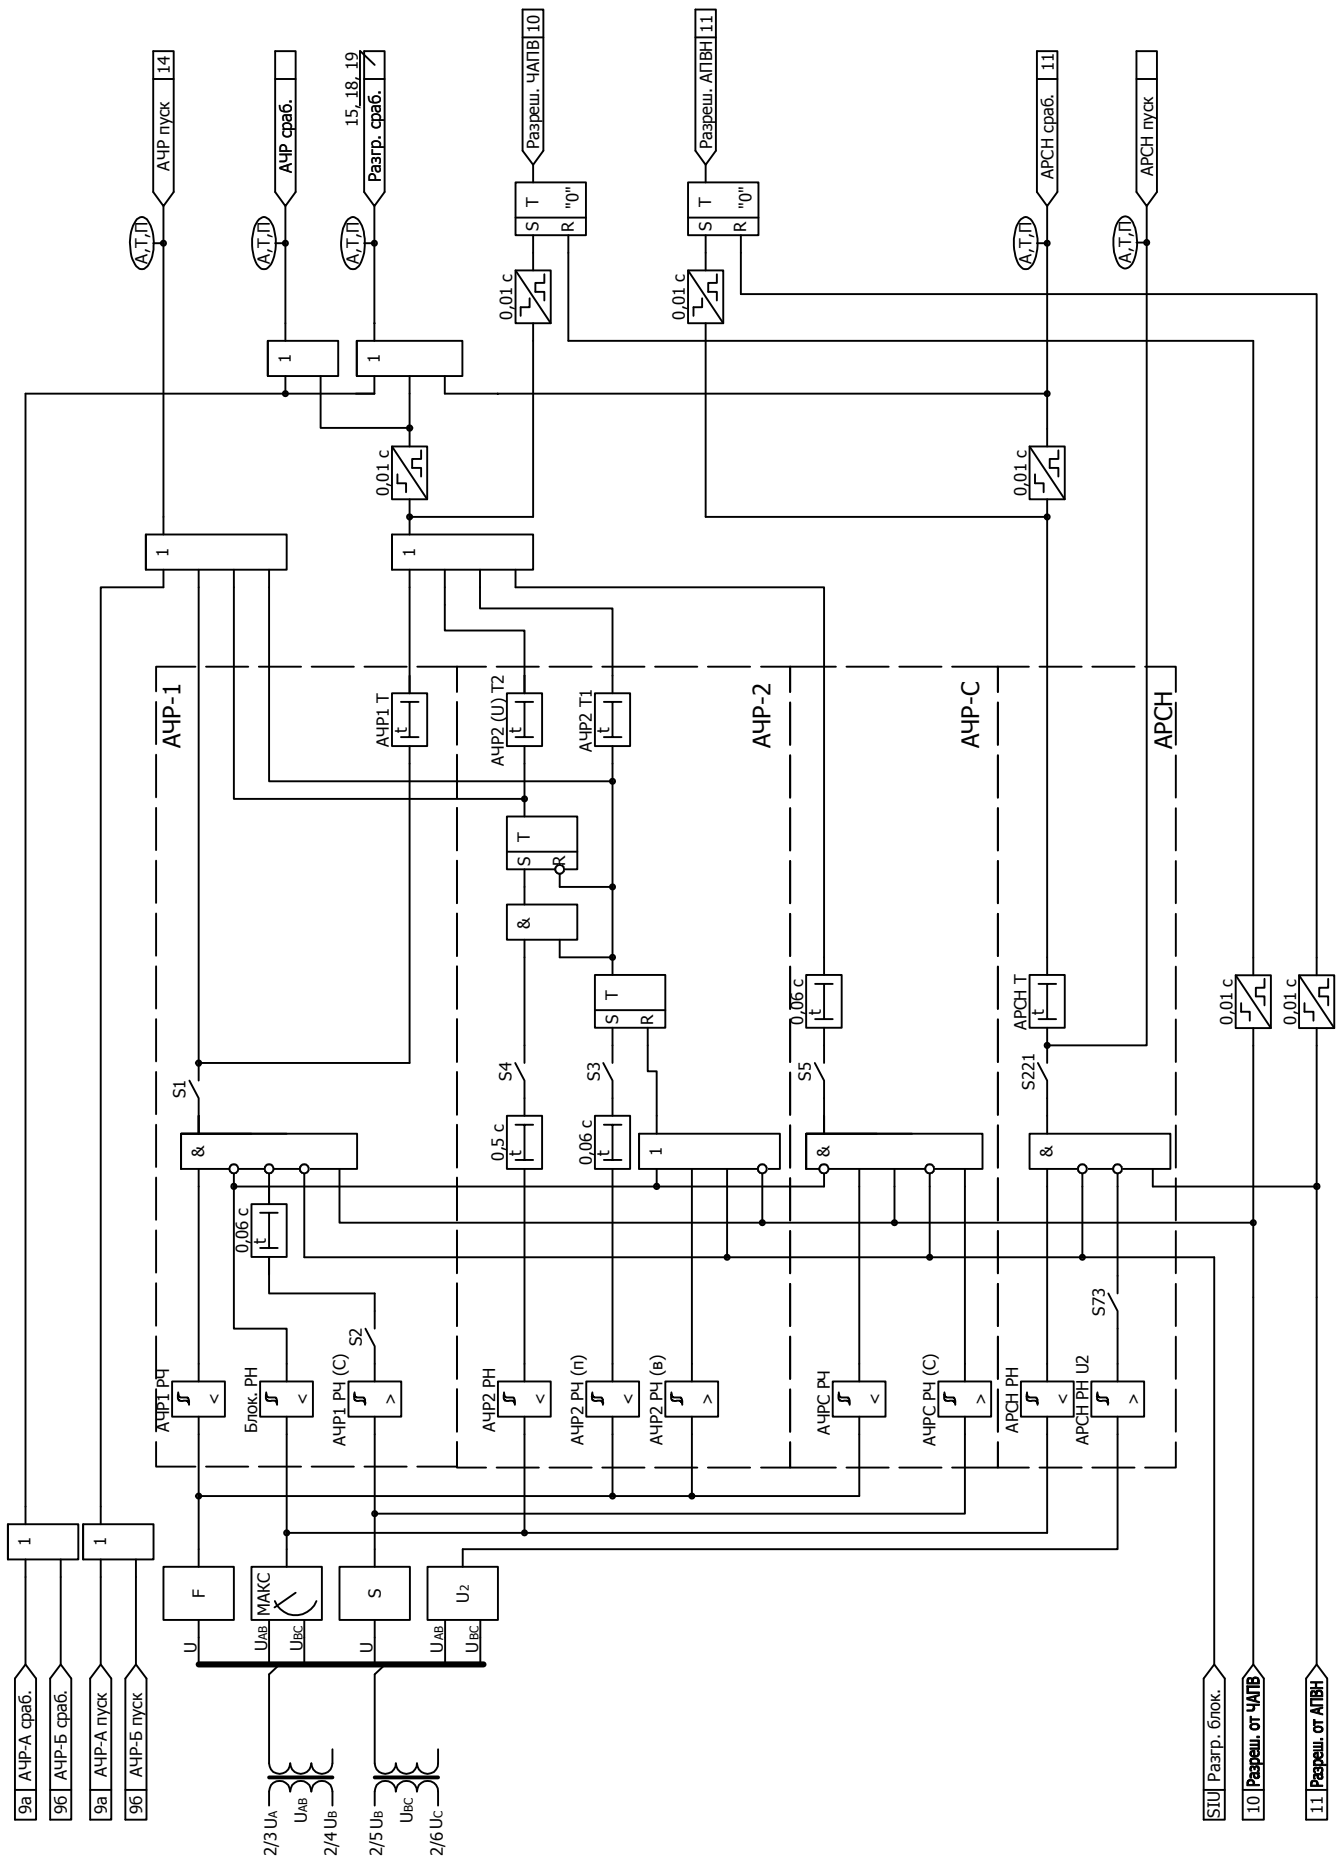 9а АЧР-А сраб.
9б АЧР-Б сраб.
9а АЧР-А пуск
9б АЧР-Б пуск
1
1
2/3 UA
UAB
2/4 UB
2/5 UB
UBC
2/6 UC
U
UAB
UBC
U
UAB
UBC
F
МАКС
S
U2
АЧР-1
АЧР1 РЧ
<
Блок. РН
<
АЧР1 РЧ (С)
>
S2
0,06 с
t
&
S1
АЧР1 Т
t
АЧР-2
АЧР2 РН
<
АЧР2 РЧ (п)
<
АЧР2 РЧ (в)
>
0,5 с
t
0,06 с
t
1
S4
S3
S T
R
&
S T
R
АЧР2 (U) Т2
t
АЧР2 Т1
t
АЧР-С
АЧРС РЧ
<
АЧРС РЧ (С)
>
&
S5
0,06 с
t
АРСН
АРСН РН
<
АРСН РН U2
>
S73
&
S221
АРСН Т
t
1
1
0,01 с
0,01 с
1
1
0,01 с
0,01 с
S T
R "0"
S T
R "0"
А,Т,П
АЧР пуск 14
А,Т,П
АЧР сраб.
А,Т,П
Разгр. сраб.
15, 18, 19
Разреш. ЧАПВ 10
Разреш. АПВН 11
А,Т,П
АРСН сраб. 11
А,Т,П
АРСН пуск
SIU Разгр. блок.
10 Разреш. от ЧАПВ
0,01 с
11 Разреш. от АПВН
0,01 с